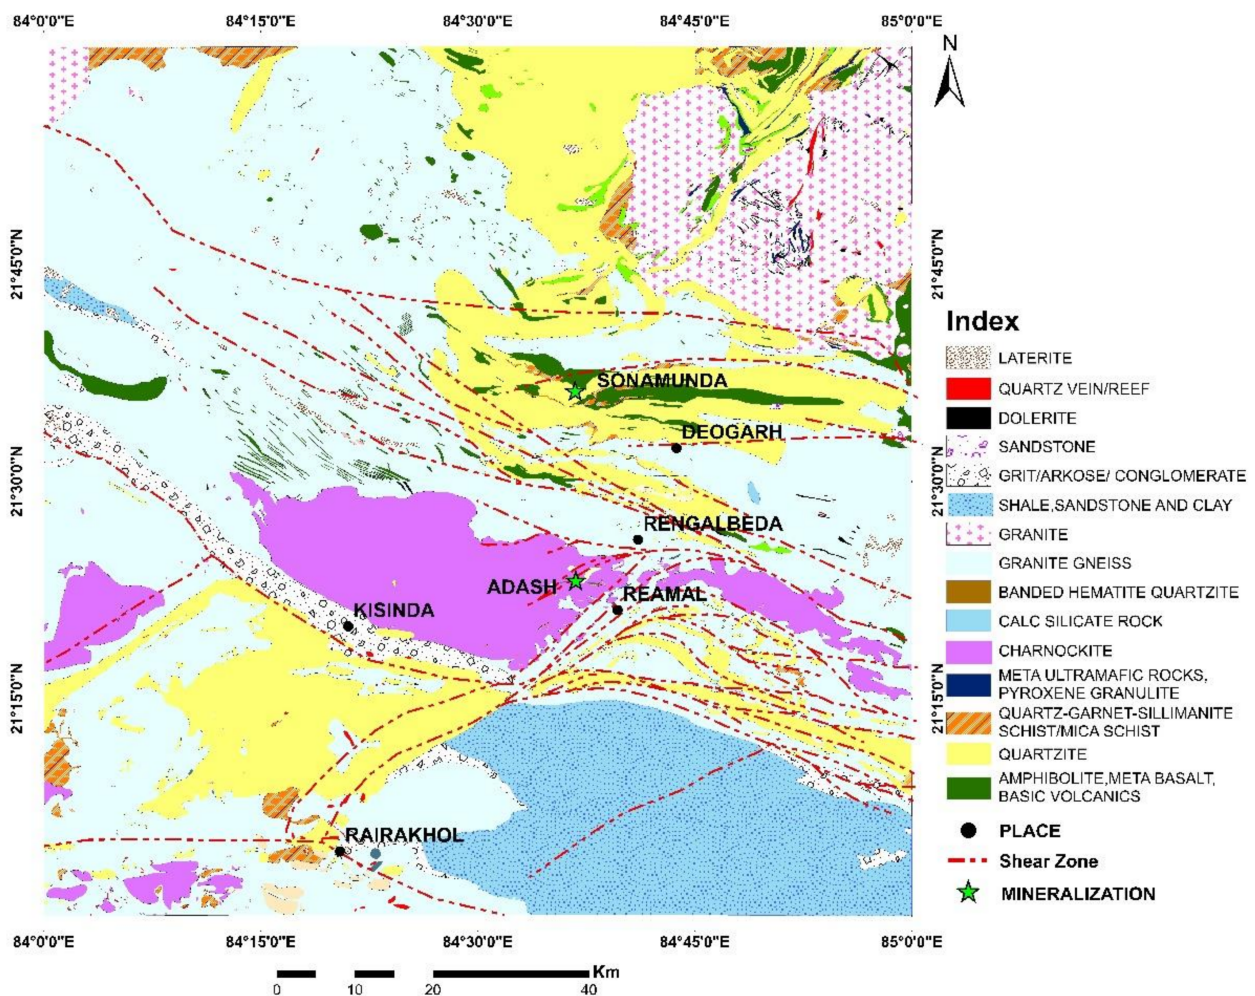 84°0'0"E
84°15'0"E
84°30'0"E
84°45'0"E
85°0'0"E
N
21°45'0"N
21°45'0"N
Index
LATERITE
SONAMUNDA
QUARTZ VEIN/REEF
DOLERITE
DEOGARH
SANDSTONE
21°30'0"N
21°30'0"N
GRIT/ARKOSE/ CONGLOMERATE
SHALE,SANDSTONE AND CLAY
RENGALBEDA
GRANITE
GRANITE GNEISS
ADASH
REAMAL
BANDED HEMATITE QUARTZITE
KISINDA
CALC SILICATE ROCK
CHARNOCKITE
META ULTRAMAFIC ROCKS,
PYROXENE GRANULITE
21°15'0"N
21°15'0"N
QUARTZ-GARNET-SILLIMANITE
SCHIST/MICA SCHIST
QUARTZITE
AMPHIBOLITE,META BASALT,
BASIC VOLCANICS
RAIRAKHOL
PLACE
Shear Zone
MINERALIZATION
84°0'0"E
84°15'0"E
84°30'0"E
84°45'0"E
85°0'0"E
Km
0
10
20
40